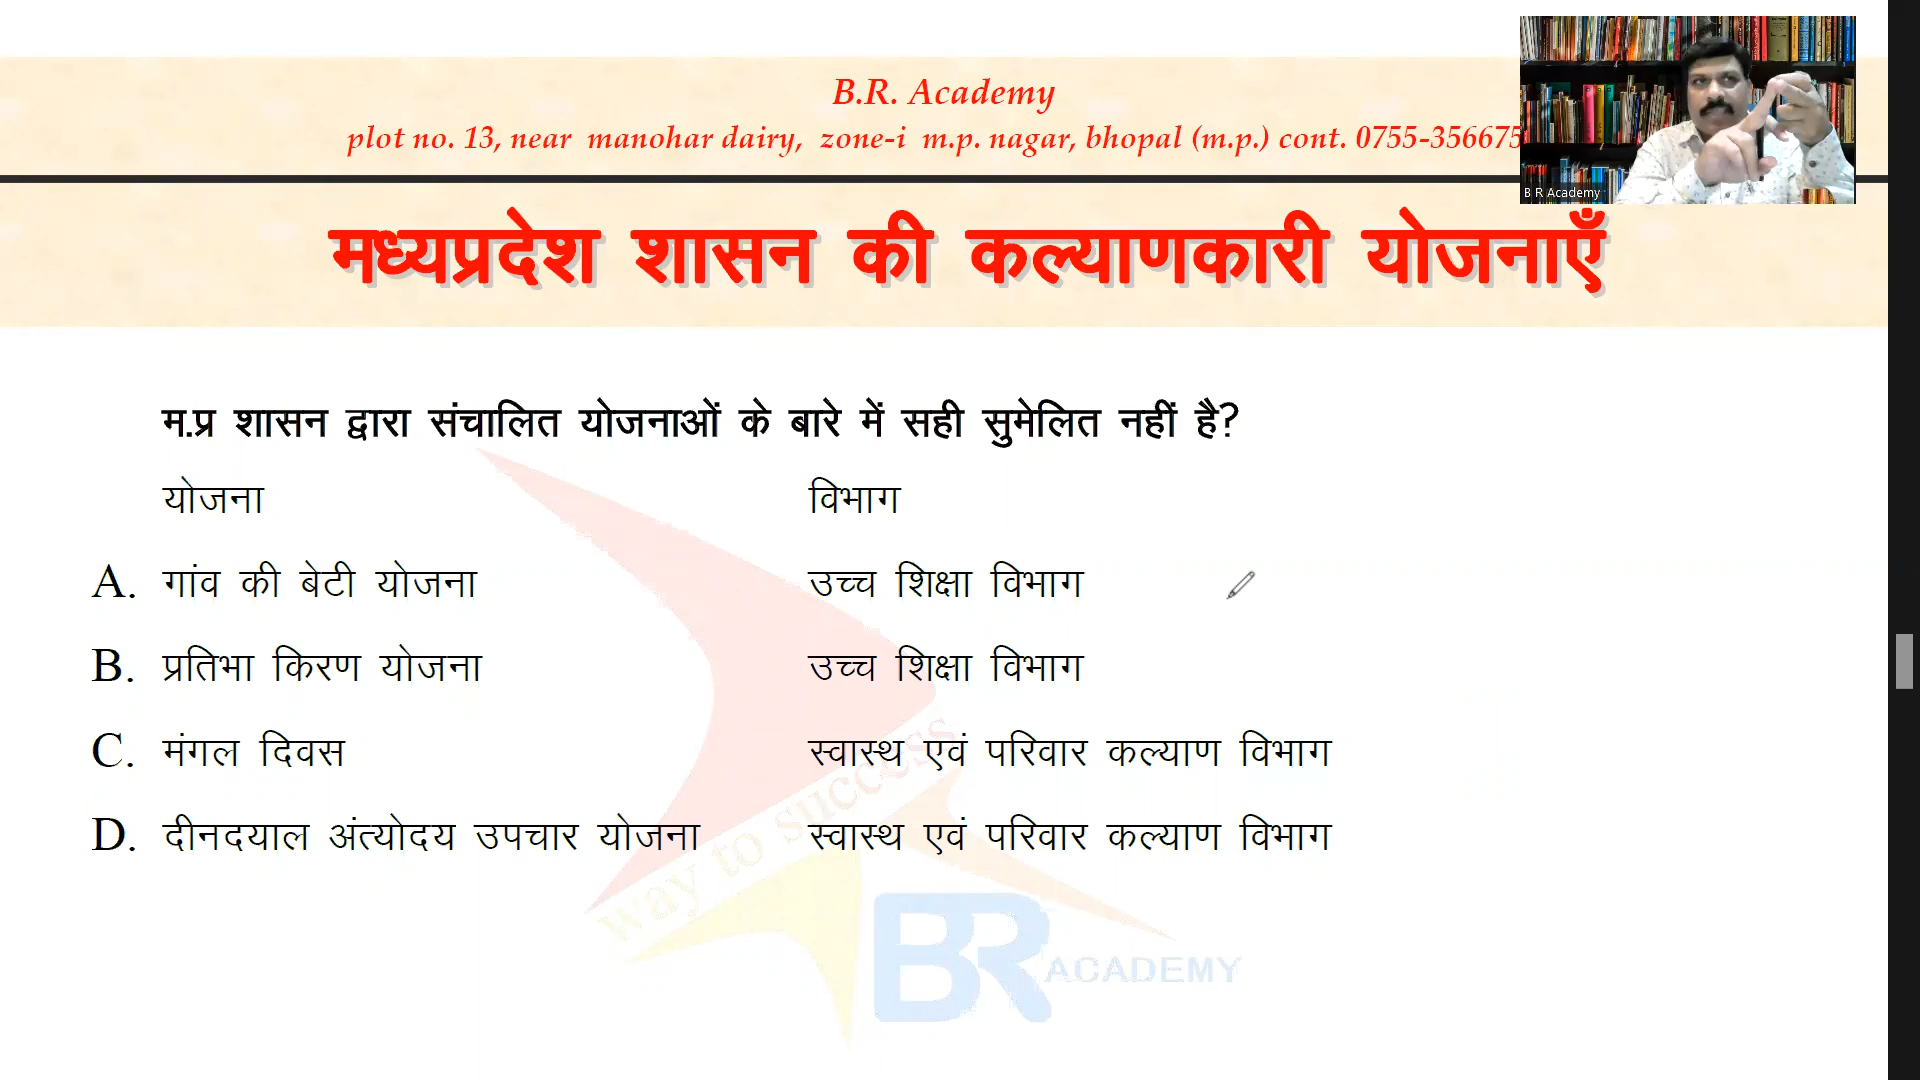 B.R. Academy
plot no. 13, near manohar dairy, zone-i m.p. nagar, bhopal (m.p.) cont. 0755-356675
B R Academy
मध्यप्रदेश शासन की कल्याणकारी योजनाएँ
म.प्र शासन द्वारा संचालित योजनाओं के बारे में सही सुमेलित नहीं है?
योजना विभाग
A. गांव की बेटी योजना उच्च शिक्षा विभाग
B. प्रतिभा किरण योजना उच्च शिक्षा विभाग
C. मंगल दिवस स्वास्थ एवं परिवार कल्याण विभाग
D. दीनदयाल अंत्योदय उपचार योजना स्वास्थ एवं परिवार कल्याण विभाग
way to success
BR ACADEMY